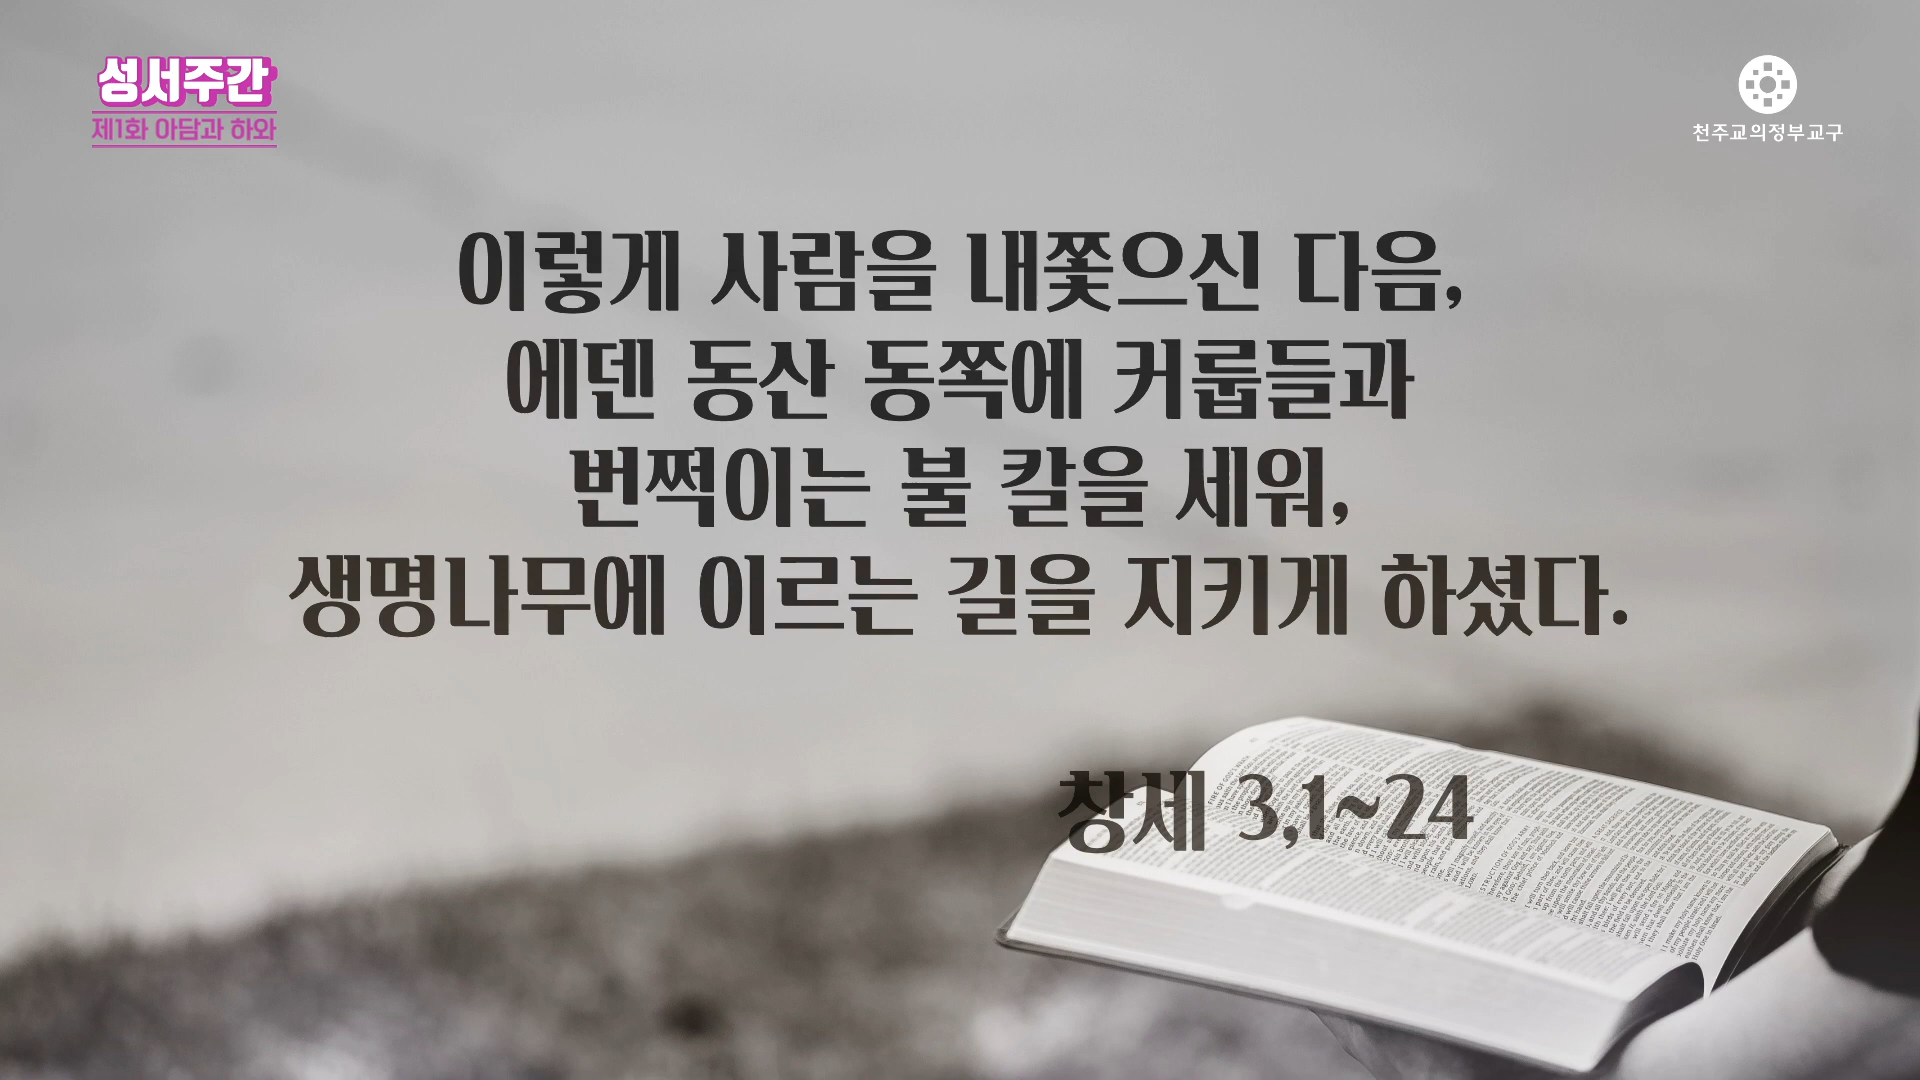 성서주간
제1화 아담과 하와
천주교의정부교구
이렇게 사람을 내쫓으신 다음,
에덴 동산 동쪽에 커룹들과
번쩍이는 불 칼을 세워,
생명나무에 이르는 길을 지키게 하셨다.
창세 3,1~24